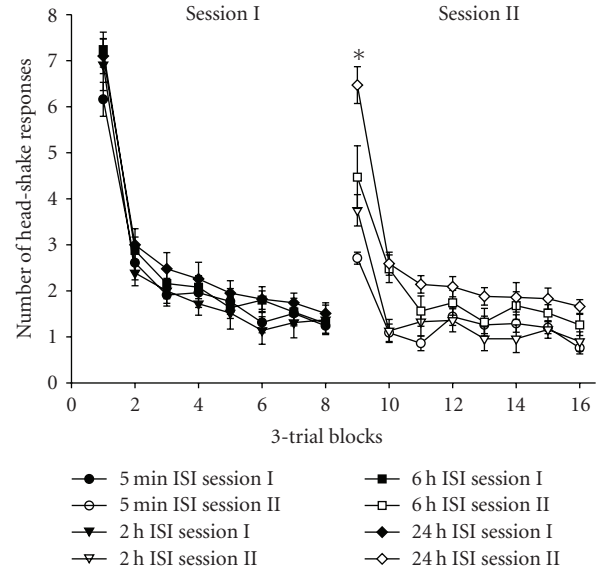 Session I
Session II
8
7
6
5
4
3
2
1
0
*
Number of head-shake responses
0 2 4 6 8 10 12 14 16
3-trial blocks
5 min ISI session I
5 min ISI session II
2 h ISI session I
2 h ISI session II
6 h ISI session I
6 h ISI session II
24 h ISI session I
24 h ISI session II